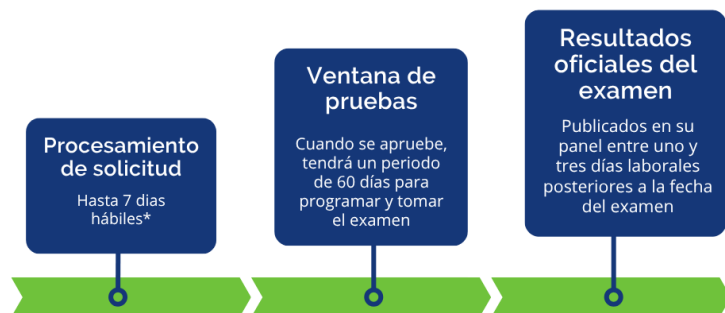 Procesamiento
de solicitud
Hasta 7 dias
hábiles*
Ventana de
pruebas
Cuando se apruebe,
tendrá un periodo
de 60 días para
programar y tomar
el examen
Resultados
oficiales del
examen
Publicados en su
panel entre uno y
tres días laborales
posteriores a la fecha
del examen